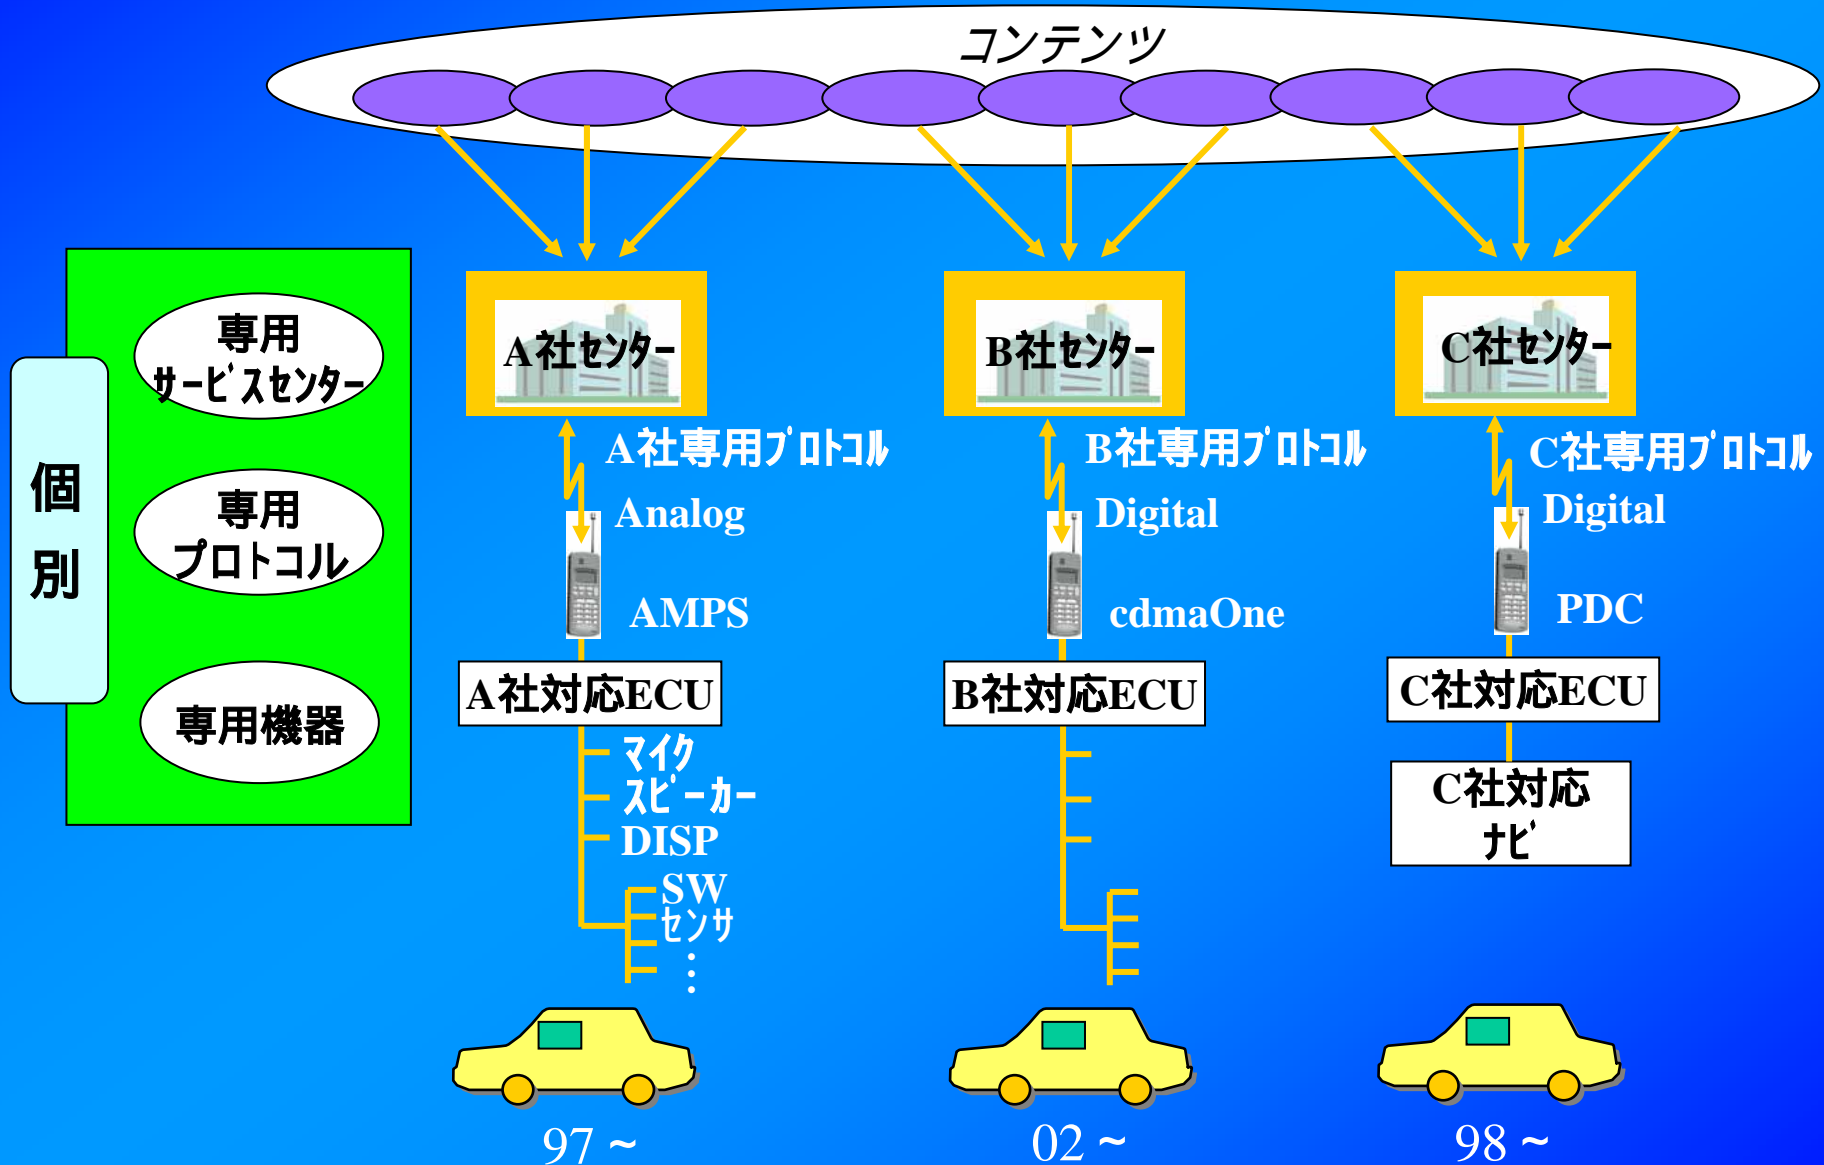 コンテンツ
個
別
専用
サービスセンター
専用
プロトコル
専用機器
A社センター
B社センター
C社センター
A社専用プロトコル
Analog
AMPS
B社専用プロトコル
Digital
cdmaOne
C社専用プロトコル
Digital
PDC
A社対応ECU
B社対応ECU
C社対応ECU
マイク
スピーカー
DISP
SW
センサ
⋮
C社対応
ナビ
97～
02～
98～